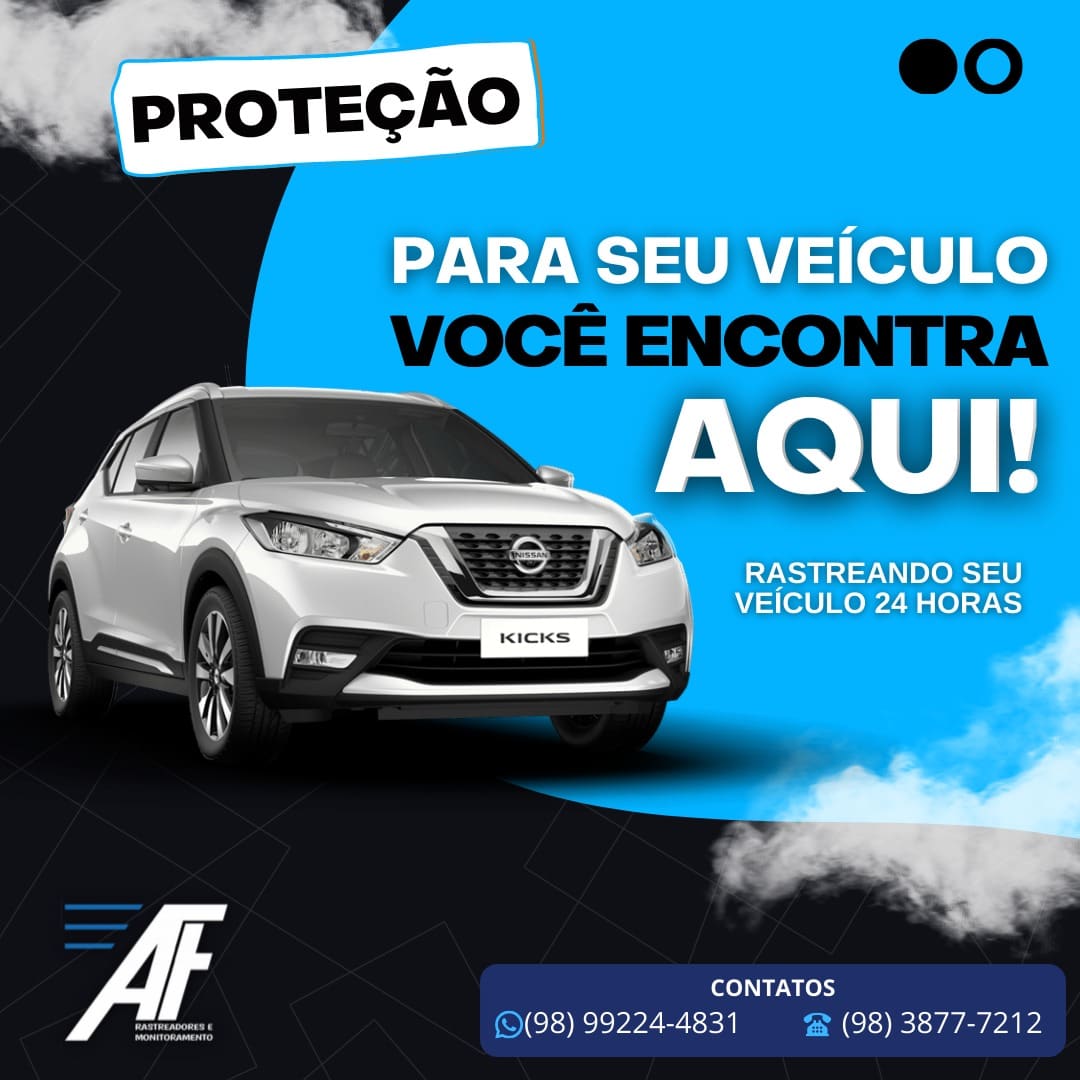 PROTEÇÃO
PARA SEU VEÍCULO
VOCÊ ENCONTRA
AQUI!
RASTREANDO SEU
VEÍCULO 24 HORAS
NISSAN
KICKS
AF
RASTREADORES E
MONITORAMENTO
CONTATOS
(98) 99224-4831 (98) 3877-7212